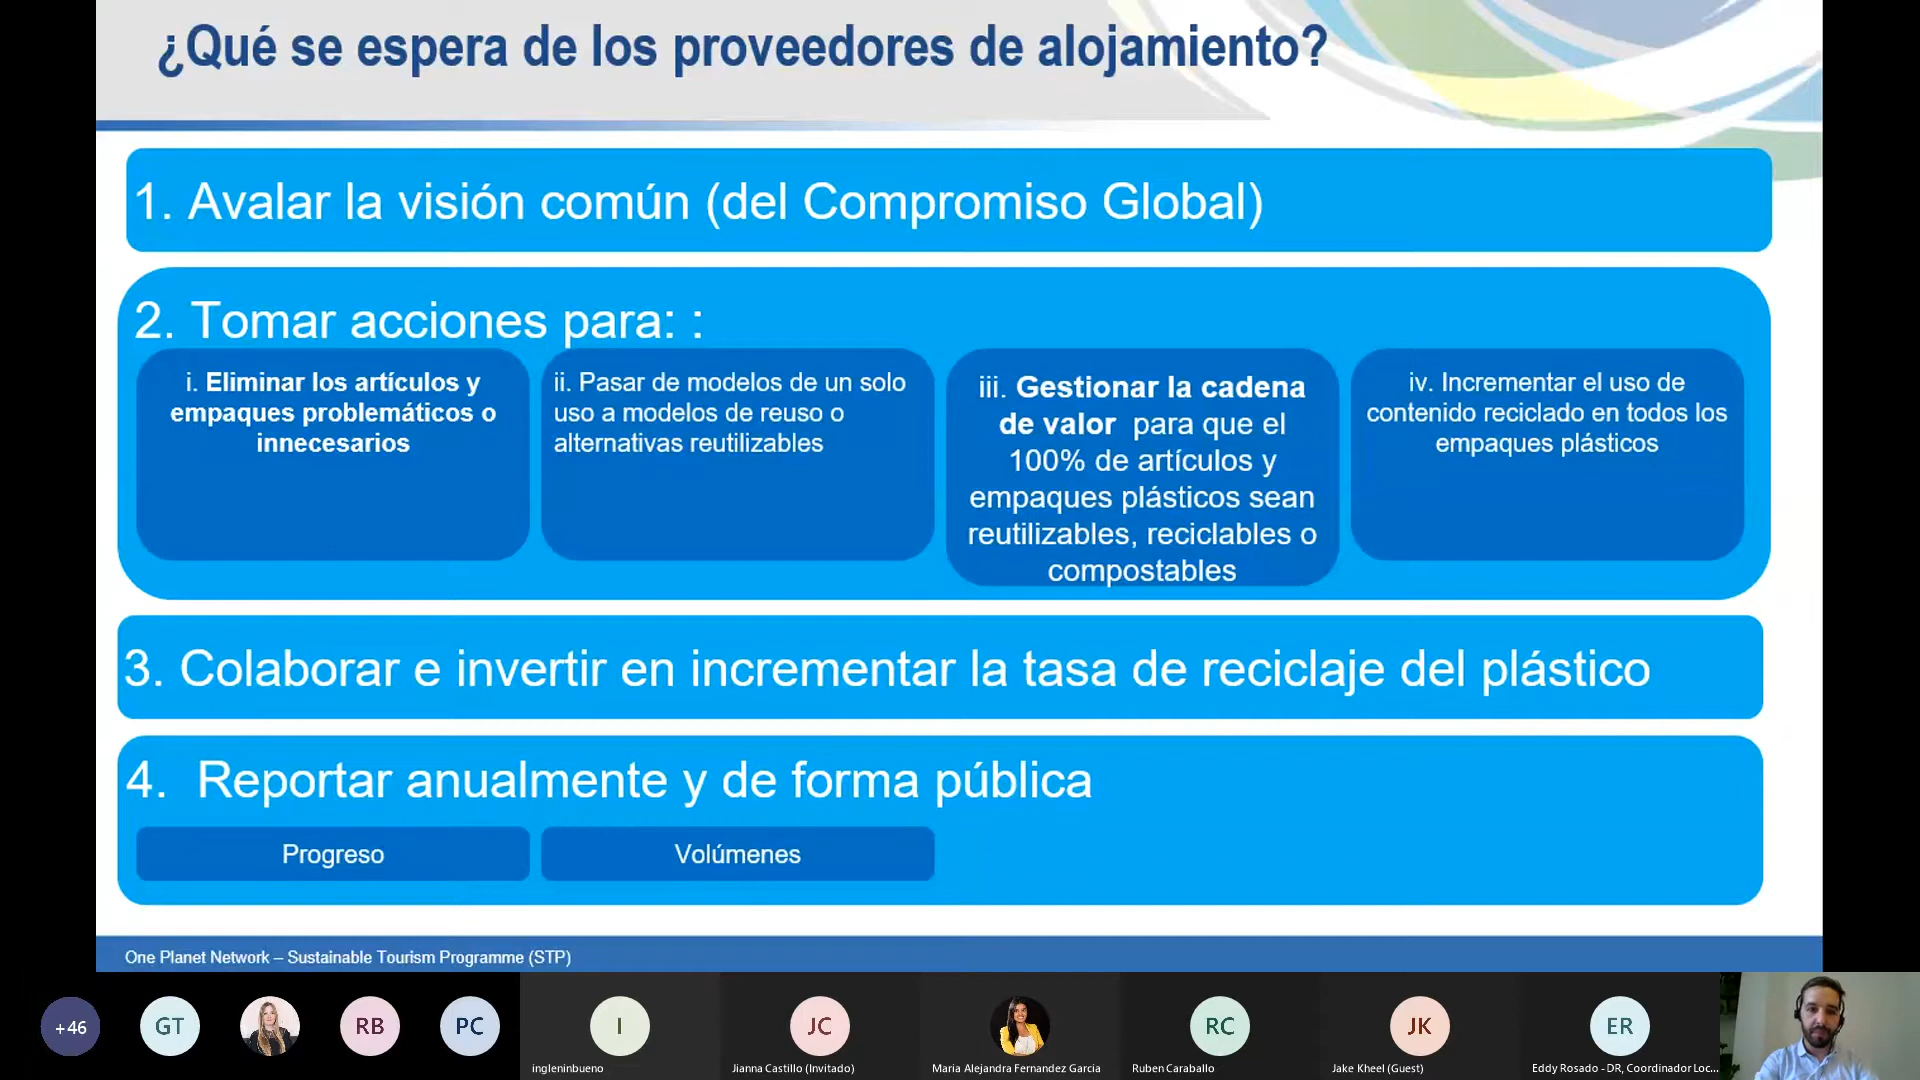 ¿Qué se espera de los proveedores de alojamiento?
1. Avalar la visión común (del Compromiso Global)
2. Tomar acciones para: :
i. Eliminar los artículos y
empaques problemáticos o
innecesarios
ii. Pasar de modelos de un solo
uso a modelos de reuso o
alternativas reutilizables
iii. Gestionar la cadena
de valor para que el
100% de artículos y
empaques plásticos sean
reutilizables, reciclables o
compostables
iv. Incrementar el uso de
contenido reciclado en todos los
empaques plásticos
3. Colaborar e invertir en incrementar la tasa de reciclaje del plástico
4. Reportar anualmente y de forma pública
Progreso
Volúmenes
One Planet Network – Sustainable Tourism Programme (STP)
+46
GT
RB
PC
I
JC
RC
JK
ER
ingleninbueno
Jianna Castillo (Invitado)
Maria Alejandra Fernandez Garcia
Ruben Caraballo
Jake Kheel (Guest)
Eddy Rosado - DR, Coordinador Loc...